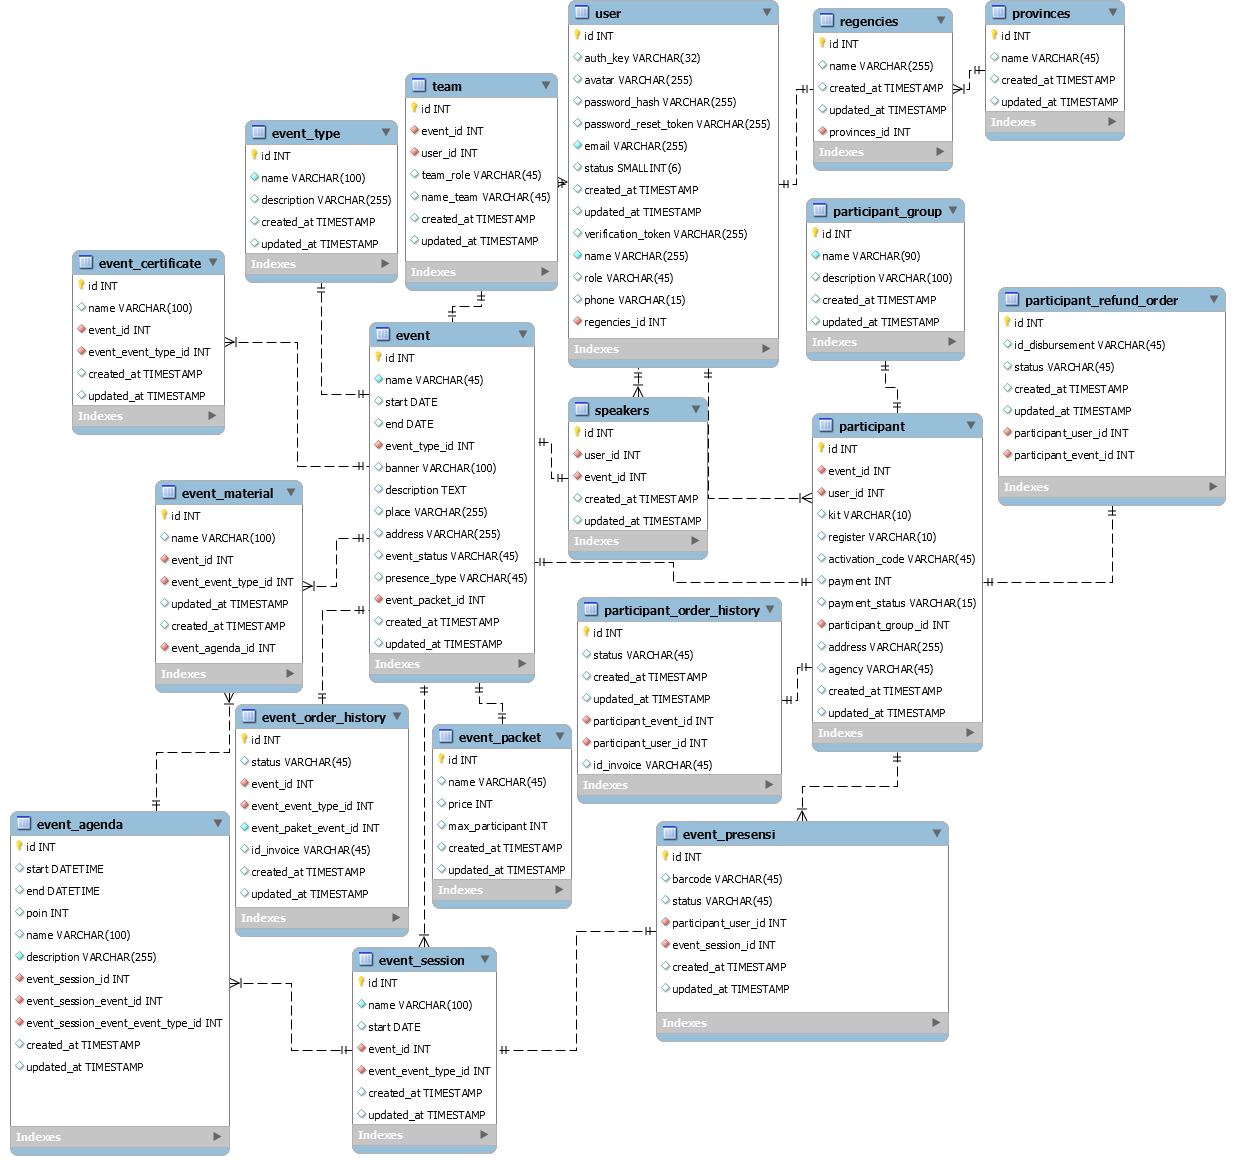 user
id INT
auth_key VARCHAR(32)
avatar VARCHAR(255)
password_hash VARCHAR(255)
password_reset_token VARCHAR(255)
email VARCHAR(255)
status SMALLINT(6)
created_at TIMESTAMP
updated_at TIMESTAMP
verification_token VARCHAR(255)
name VARCHAR(255)
role VARCHAR(45)
phone VARCHAR(15)
regencies_id INT
Indexes
regencies
id INT
name VARCHAR(255)
created_at TIMESTAMP
updated_at TIMESTAMP
provinces_id INT
Indexes
provinces
id INT
name VARCHAR(45)
created_at TIMESTAMP
updated_at TIMESTAMP
Indexes
team
id INT
event_id INT
user_id INT
team_role VARCHAR(45)
name_team VARCHAR(45)
created_at TIMESTAMP
updated_at TIMESTAMP
Indexes
event_type
id INT
name VARCHAR(100)
description VARCHAR(255)
created_at TIMESTAMP
updated_at TIMESTAMP
Indexes
event_certificate
id INT
name VARCHAR(100)
event_id INT
event_event_type_id INT
created_at TIMESTAMP
updated_at TIMESTAMP
Indexes
event
id INT
name VARCHAR(45)
start DATE
end DATE
event_type_id INT
banner VARCHAR(100)
description TEXT
place VARCHAR(255)
address VARCHAR(255)
event_status VARCHAR(45)
presence_type VARCHAR(45)
event_packet_id INT
created_at TIMESTAMP
updated_at TIMESTAMP
Indexes
participant_group
id INT
name VARCHAR(90)
description VARCHAR(100)
created_at TIMESTAMP
updated_at TIMESTAMP
Indexes
participant_refund_order
id INT
id_disbursement VARCHAR(45)
status VARCHAR(45)
created_at TIMESTAMP
updated_at TIMESTAMP
participant_user_id INT
participant_event_id INT
Indexes
speakers
id INT
user_id INT
event_id INT
created_at TIMESTAMP
updated_at TIMESTAMP
Indexes
participant
id INT
event_id INT
user_id INT
kit VARCHAR(10)
register VARCHAR(10)
activation_code VARCHAR(45)
payment INT
payment_status VARCHAR(15)
participant_group_id INT
address VARCHAR(255)
agency VARCHAR(45)
created_at TIMESTAMP
updated_at TIMESTAMP
Indexes
event_material
id INT
name VARCHAR(100)
event_id INT
event_event_type_id INT
updated_at TIMESTAMP
created_at TIMESTAMP
event_agenda_id INT
Indexes
participant_order_history
id INT
status VARCHAR(45)
created_at TIMESTAMP
updated_at TIMESTAMP
participant_event_id INT
participant_user_id INT
id_invoice VARCHAR(45)
Indexes
event_order_history
id INT
status VARCHAR(45)
event_id INT
event_event_type_id INT
event_paket_event_id INT
id_invoice VARCHAR(45)
created_at TIMESTAMP
updated_at TIMESTAMP
Indexes
event_packet
id INT
name VARCHAR(45)
price INT
max_participant INT
created_at TIMESTAMP
updated_at TIMESTAMP
Indexes
event_agenda
id INT
start DATETIME
end DATETIME
poin INT
name VARCHAR(100)
description VARCHAR(255)
event_session_id INT
event_session_event_id INT
event_session_event_event_type_id INT
created_at TIMESTAMP
updated_at TIMESTAMP
Indexes
event_presensi
id INT
barcode VARCHAR(45)
status VARCHAR(45)
participant_user_id INT
event_session_id INT
created_at TIMESTAMP
updated_at TIMESTAMP
Indexes
event_session
id INT
name VARCHAR(100)
start DATE
event_id INT
event_event_type_id INT
created_at TIMESTAMP
updated_at TIMESTAMP
Indexes